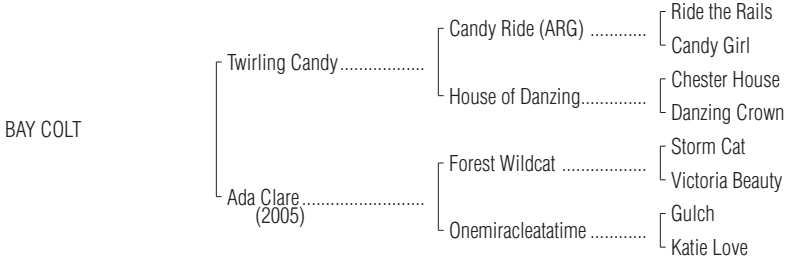 Ride the Rails
Candy Ride (ARG) ............
Candy Girl
Twirling Candy..................
Chester House
House of Danzing..............
Danzing Crown
BAY COLT
Storm Cat
Forest Wildcat ..................
Victoria Beauty
Ada Clare..........................
(2005)
Gulch
Onemiracleatatime ............
Katie Love